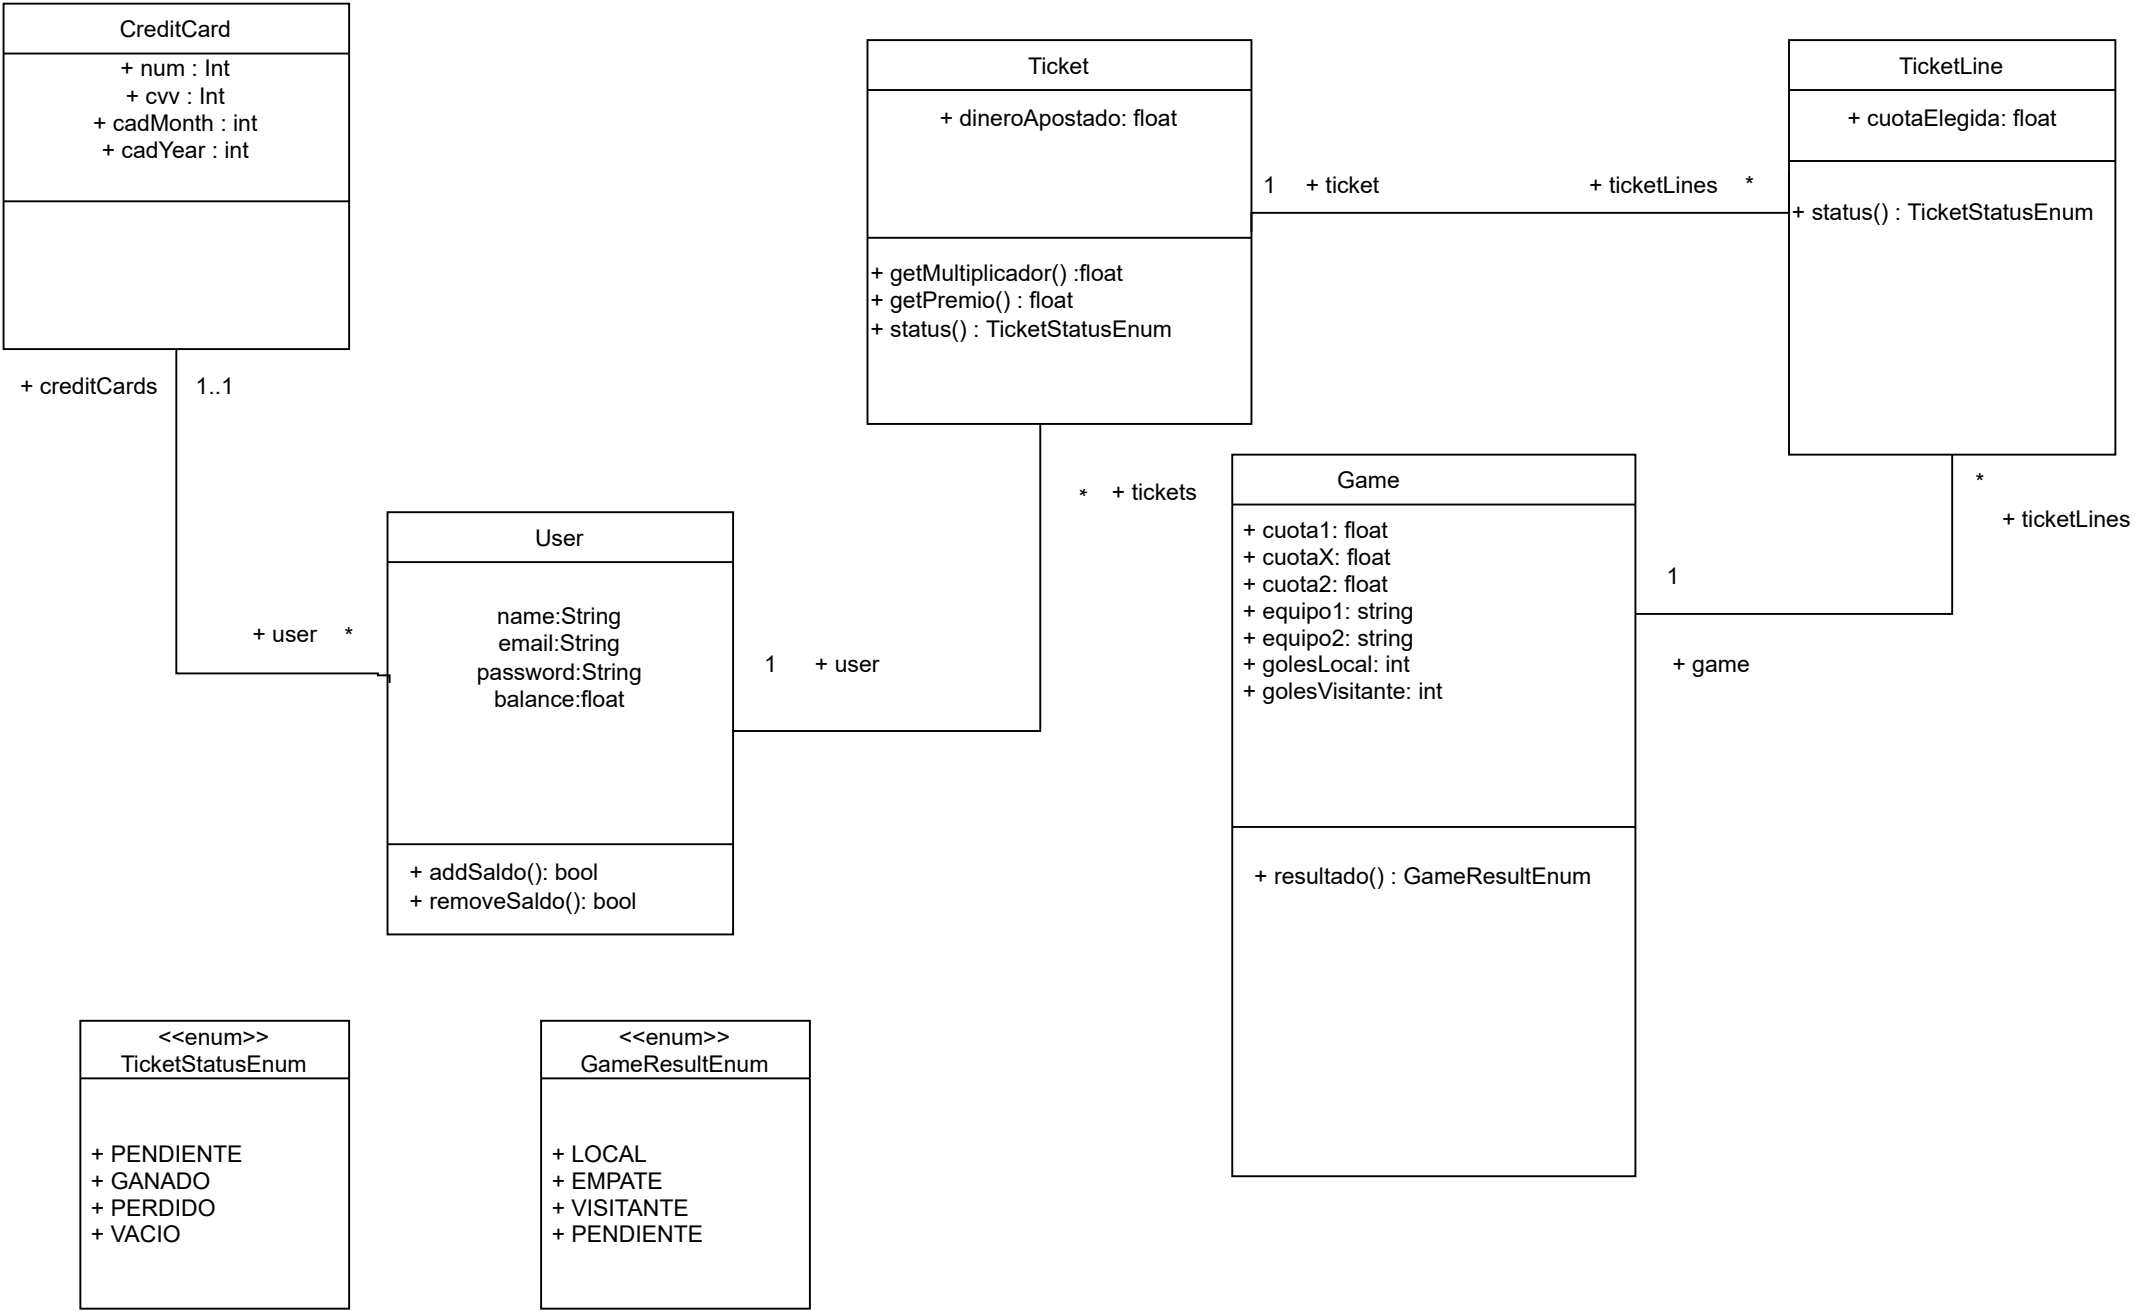 CreditCard
+ num : Int
+ cvv : Int
+ cadMonth : int
+ cadYear : int
+ creditCards
1..1
Ticket
+ dineroApostado: float
+ getMultiplicador() :float
+ getPremio() : float
+ status() : TicketStatusEnum
1
+ ticket
+ ticketLines
*
TicketLine
+ cuotaElegida: float
+ status() : TicketStatusEnum
*
+ ticketLines
*
+ tickets
+ user
*
User
name:String
email:String
password:String
balance:float
+ addSaldo(): bool
+ removeSaldo(): bool
1
+ user
Game
+ cuota1: float
+ cuotaX: float
+ cuota2: float
+ equipo1: string
+ equipo2: string
+ golesLocal: int
+ golesVisitante: int
+ resultado() : GameResultEnum
1
+ game
<<enum>>
TicketStatusEnum
+ PENDIENTE
+ GANADO
+ PERDIDO
+ VACIO
<<enum>>
GameResultEnum
+ LOCAL
+ EMPATE
+ VISITANTE
+ PENDIENTE